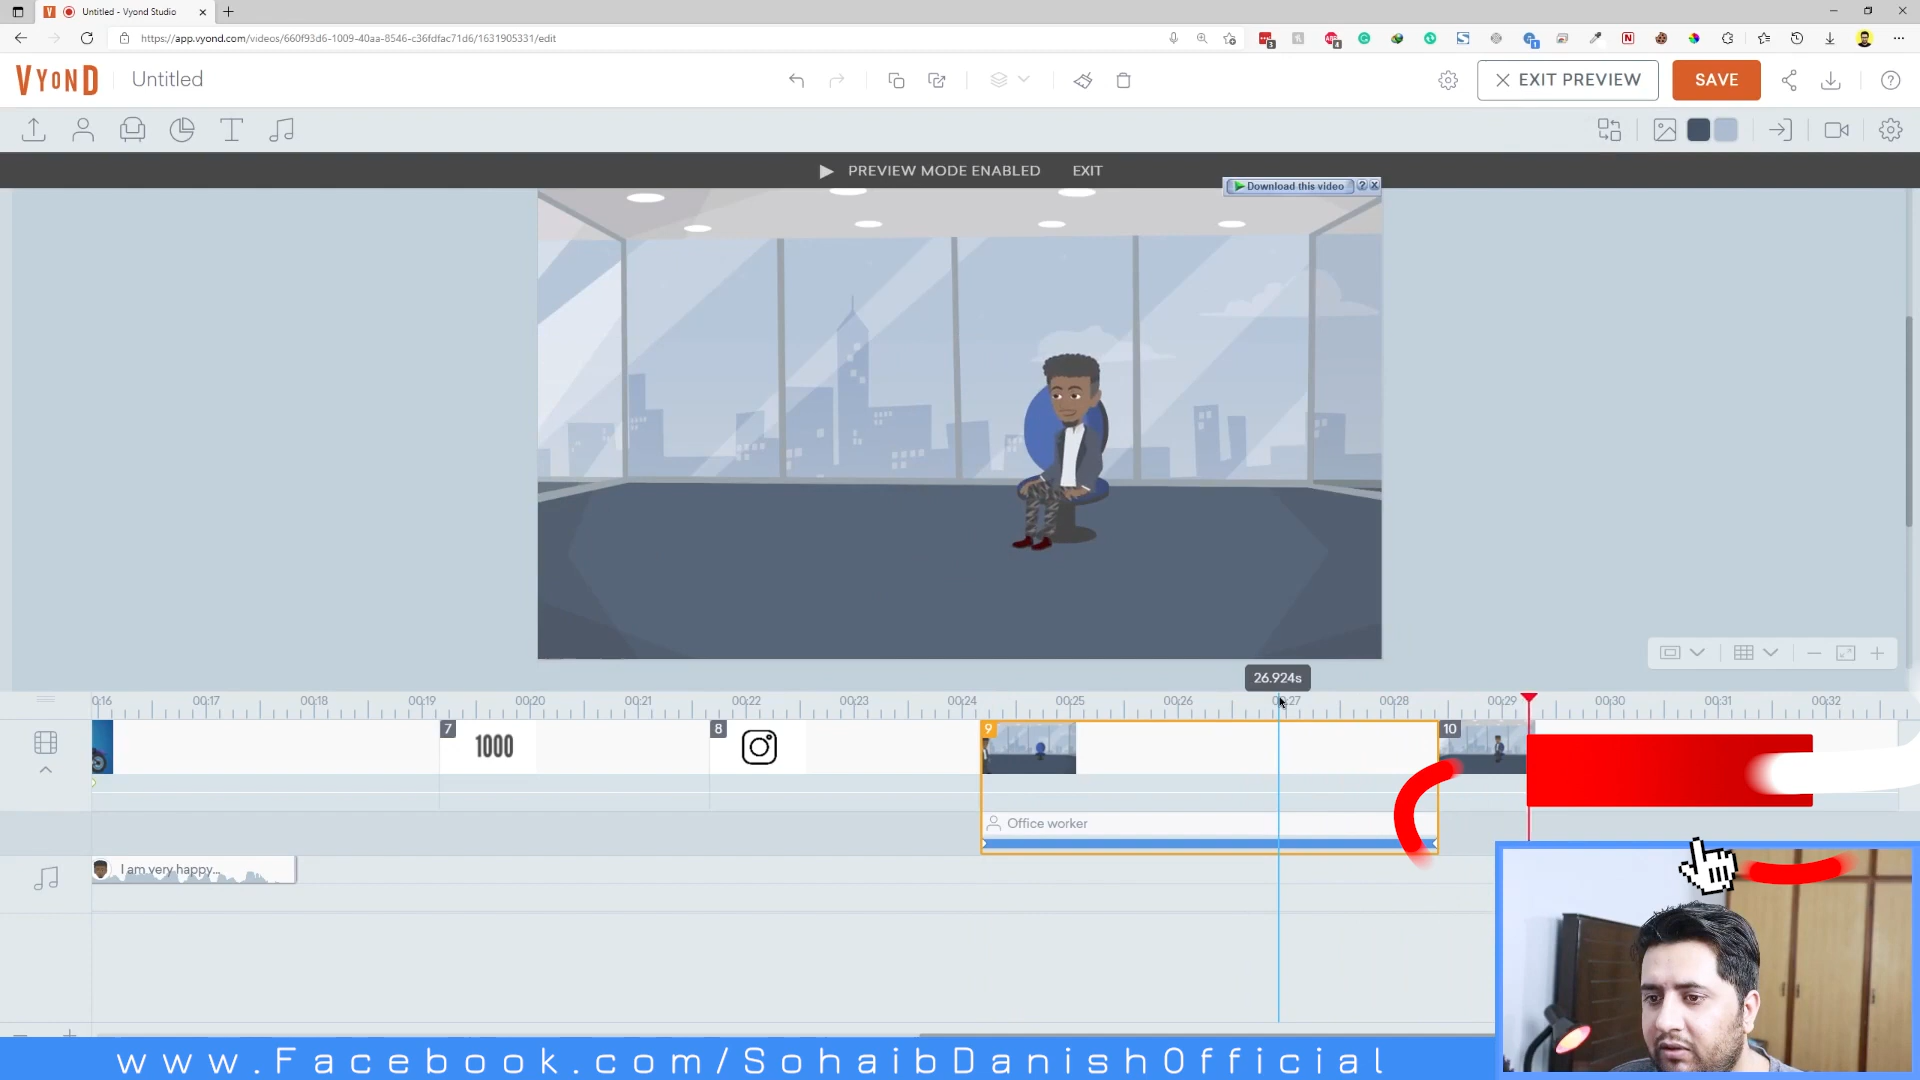 Untitled - Vyond Studio
https://app.vyond.com/videos/660f93d6-1009-40aa-8546-c36fdfac71d6/1631905331/edit
VYOND
Untitled
EXIT PREVIEW
SAVE
PREVIEW MODE ENABLED
EXIT
Download this video
26.924s
00:16 00:17 00:18 00:19 00:20 00:21 00:22 00:23 00:24 00:25 00:26 00:27 00:28 00:29 00:30 00:31 00:32
7
1000
8
9
10
Office worker
I am very happy...
www.Facebook.com/SohaibDanishOfficial